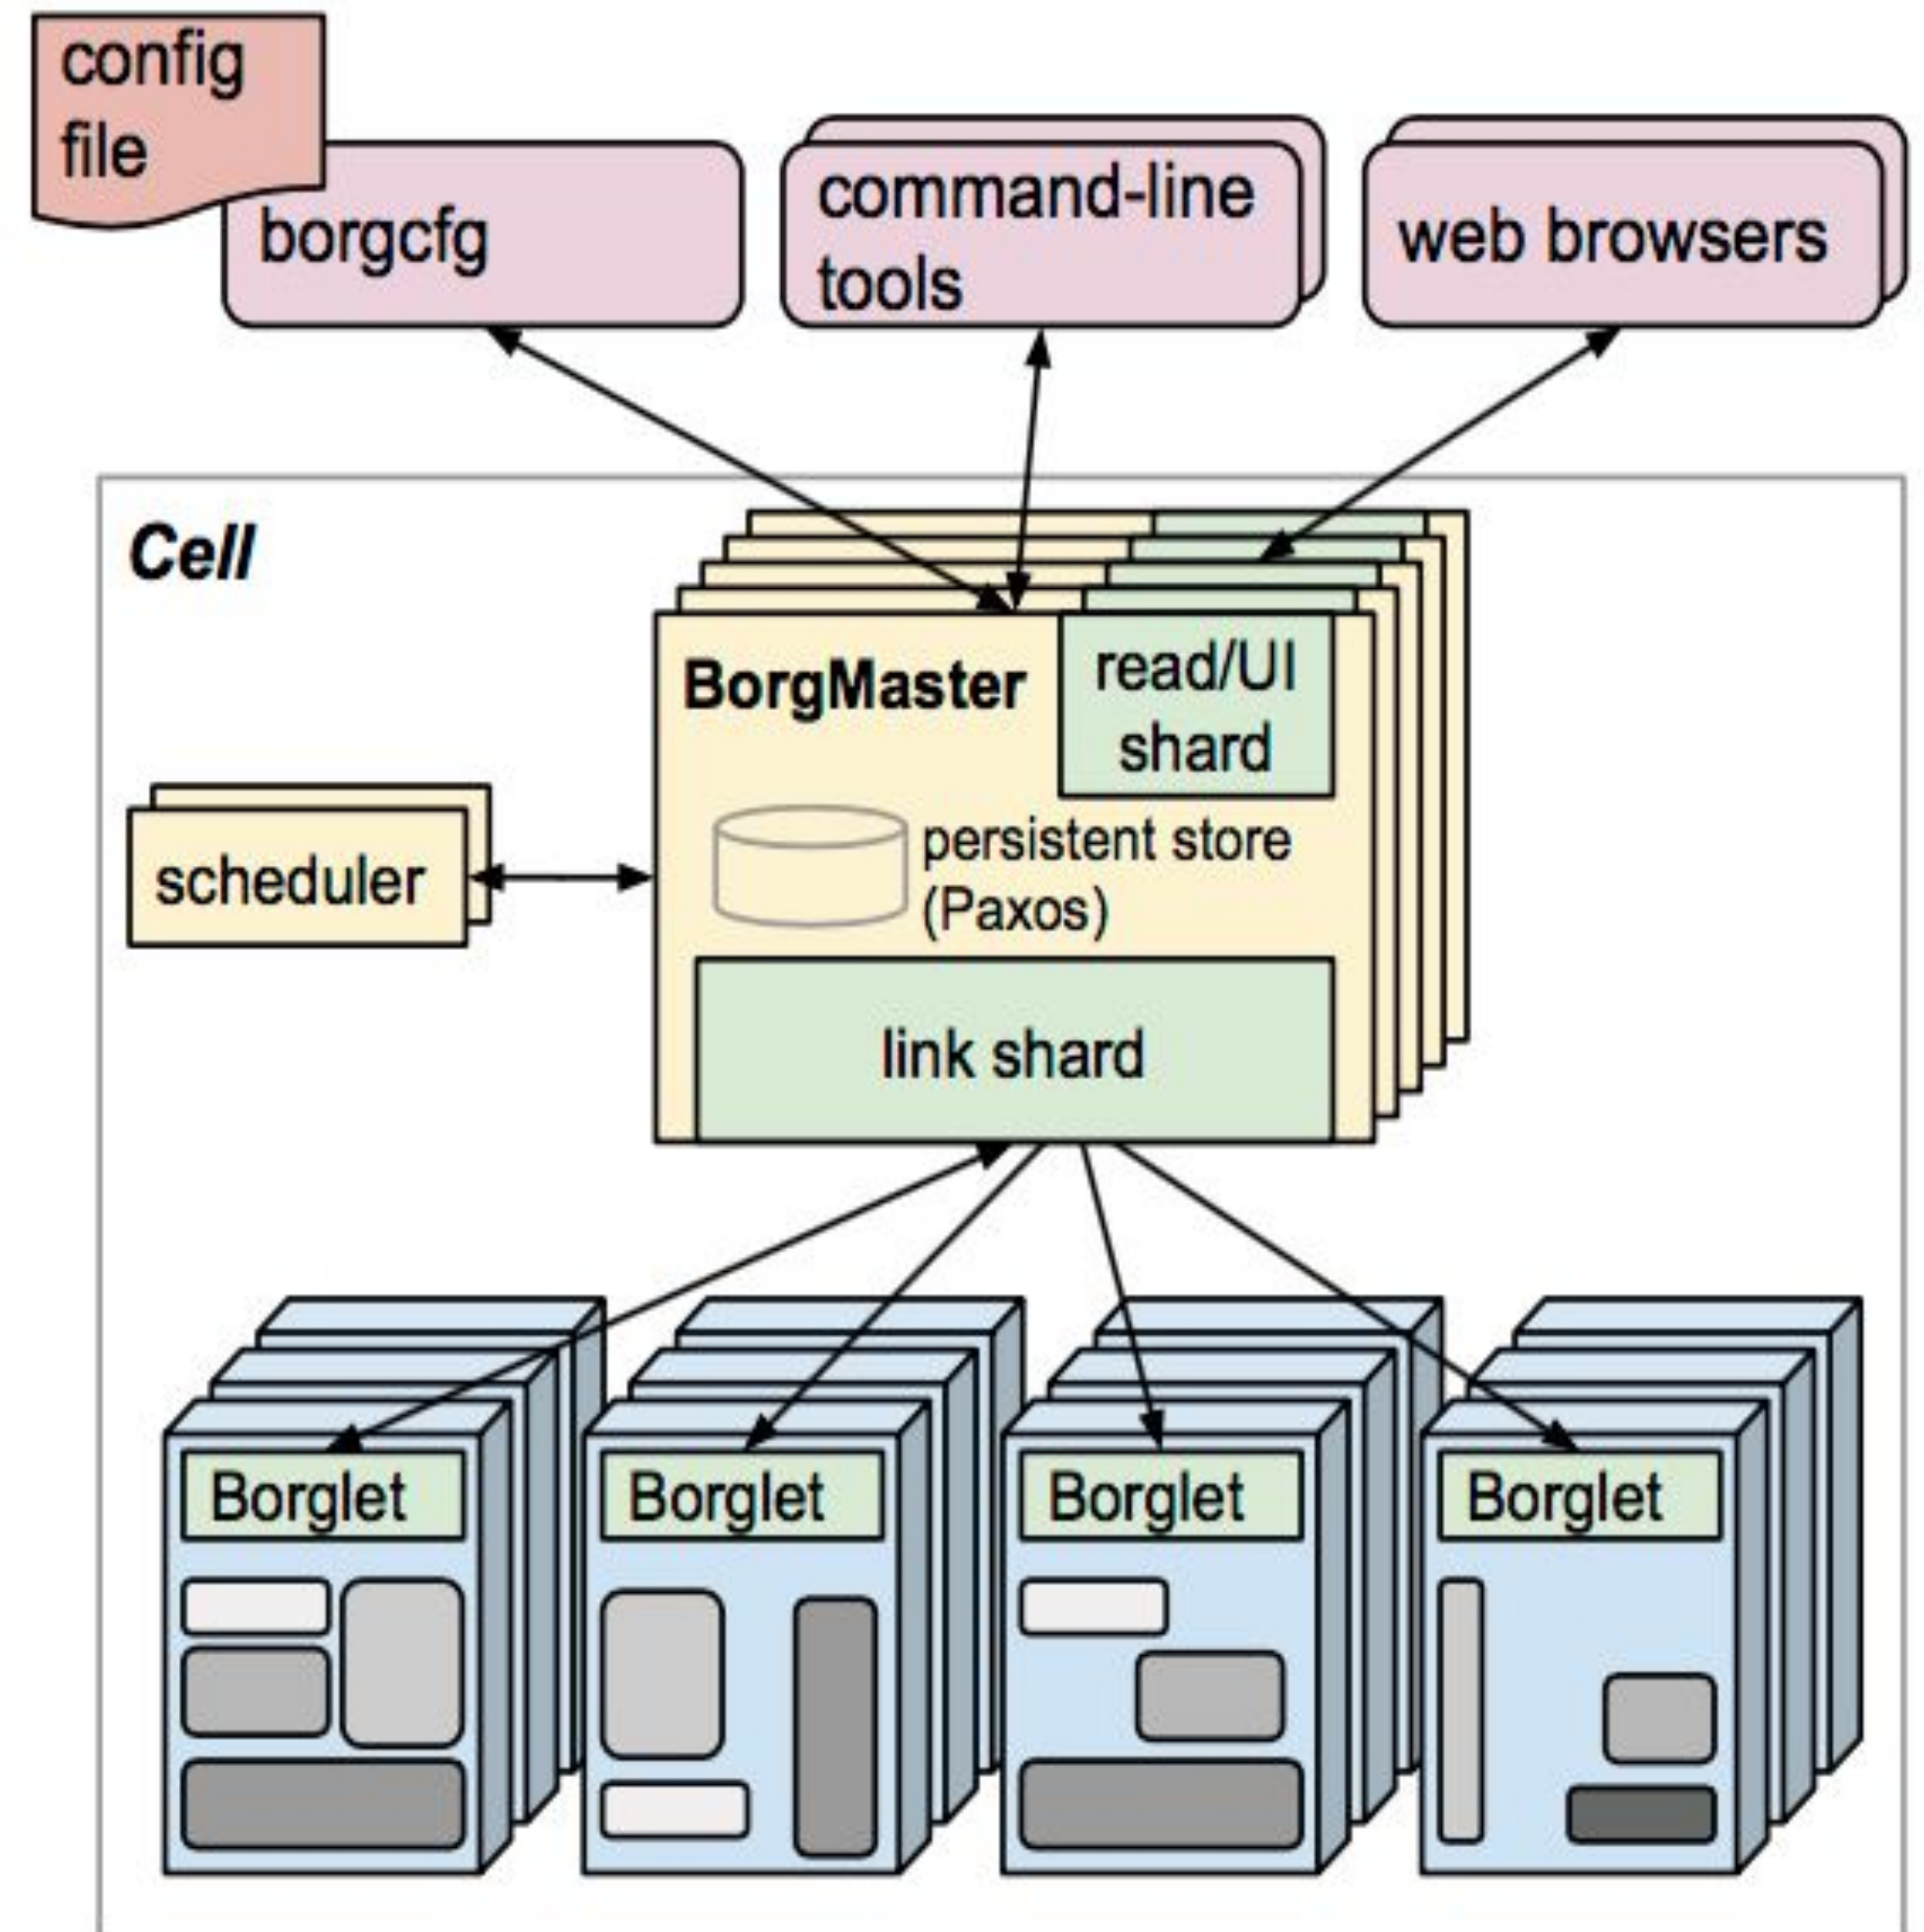 config
file
borgcfg
command-line
tools
web browsers
Cell
BorgMaster
read/UI
shard
scheduler
persistent store
(Paxos)
link shard
Borglet
Borglet
Borglet
Borglet